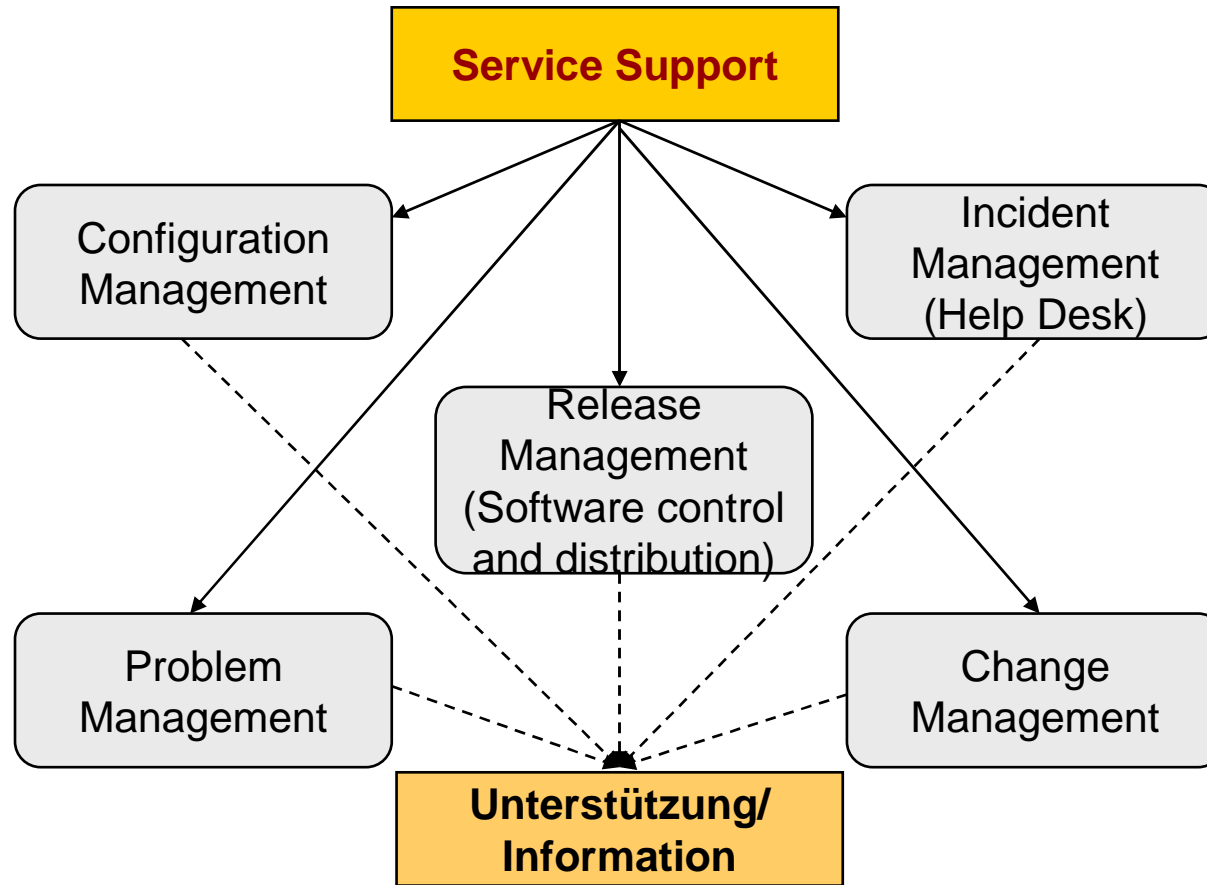 Service Support
Configuration
Management
Incident
Management
(Help Desk)
Release
Management
(Software control
and distribution)
Problem
Management
Change
Management
Unterstützung/
Information